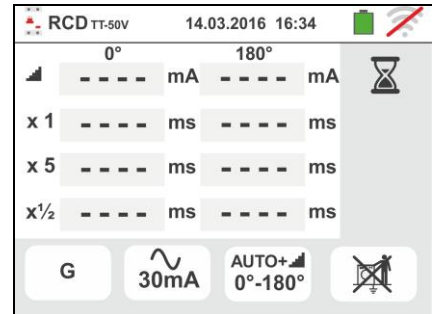 RCD TT-50V 14.03.2016 16:34
0° 180°
---- mA ---- mA
x 1 ---- ms ---- ms
x 5 ---- ms ---- ms
x½ ---- ms ---- ms
G 30mA AUTO+ 0°-180°